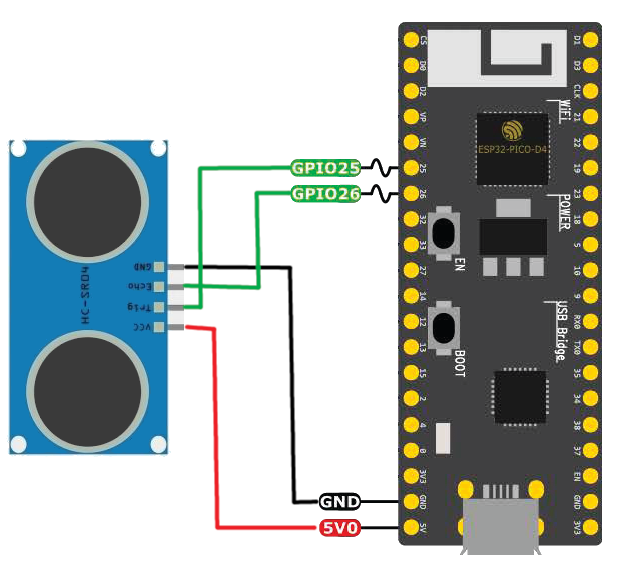 GND
Echo
Trig
VCC
HC-SR04
GPIO25
GPIO26
GND
5V0
CS
D0
D2
VP
VN
25
26
32
33
27
14
12
13
15
2
4
0
3V3
GND
5V
WiFi
ESP32-PICO-D4
POWER
EN
USB Bridge
BOOT
D1
D3
CLK
21
22
19
23
18
5
10
9
RX0
TX0
35
34
38
37
EN
GND
3V3